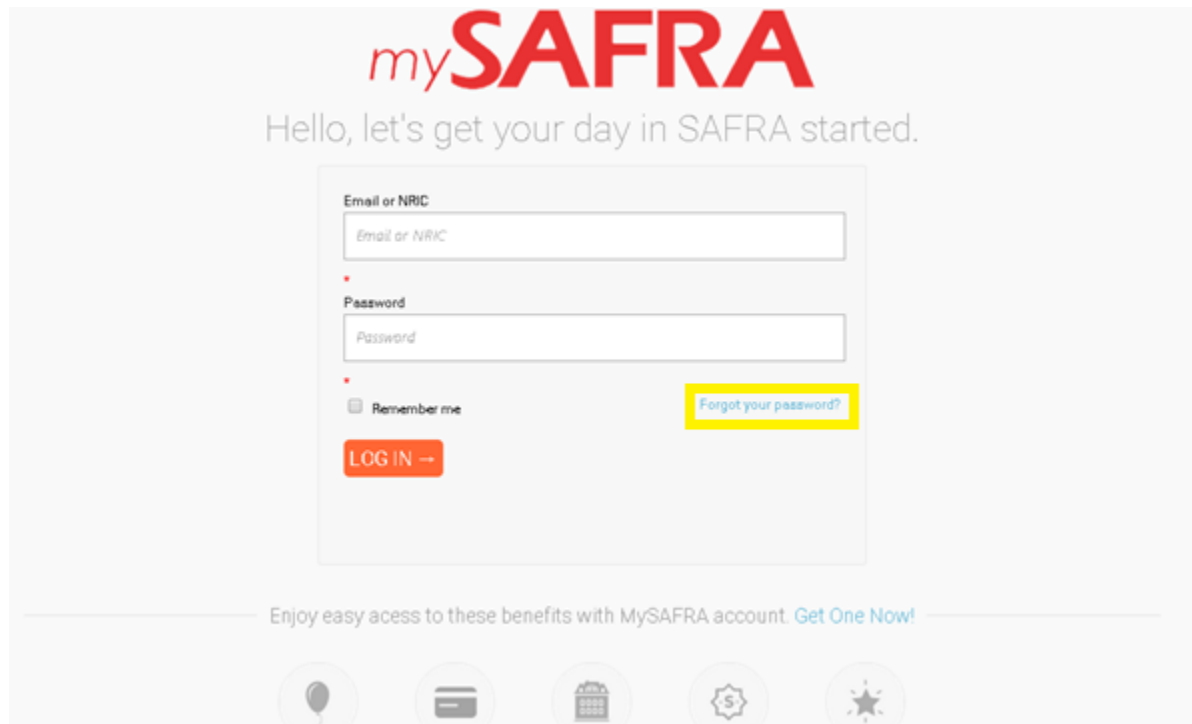 mySAFRA
Hello, let's get your day in SAFRA started.
Email or NRIC
Email or NRIC
*
Password
Password
*
Remember me
Forgot your password?
LOG IN →
Enjoy easy acess to these benefits with MySAFRA account. Get One Now!
S